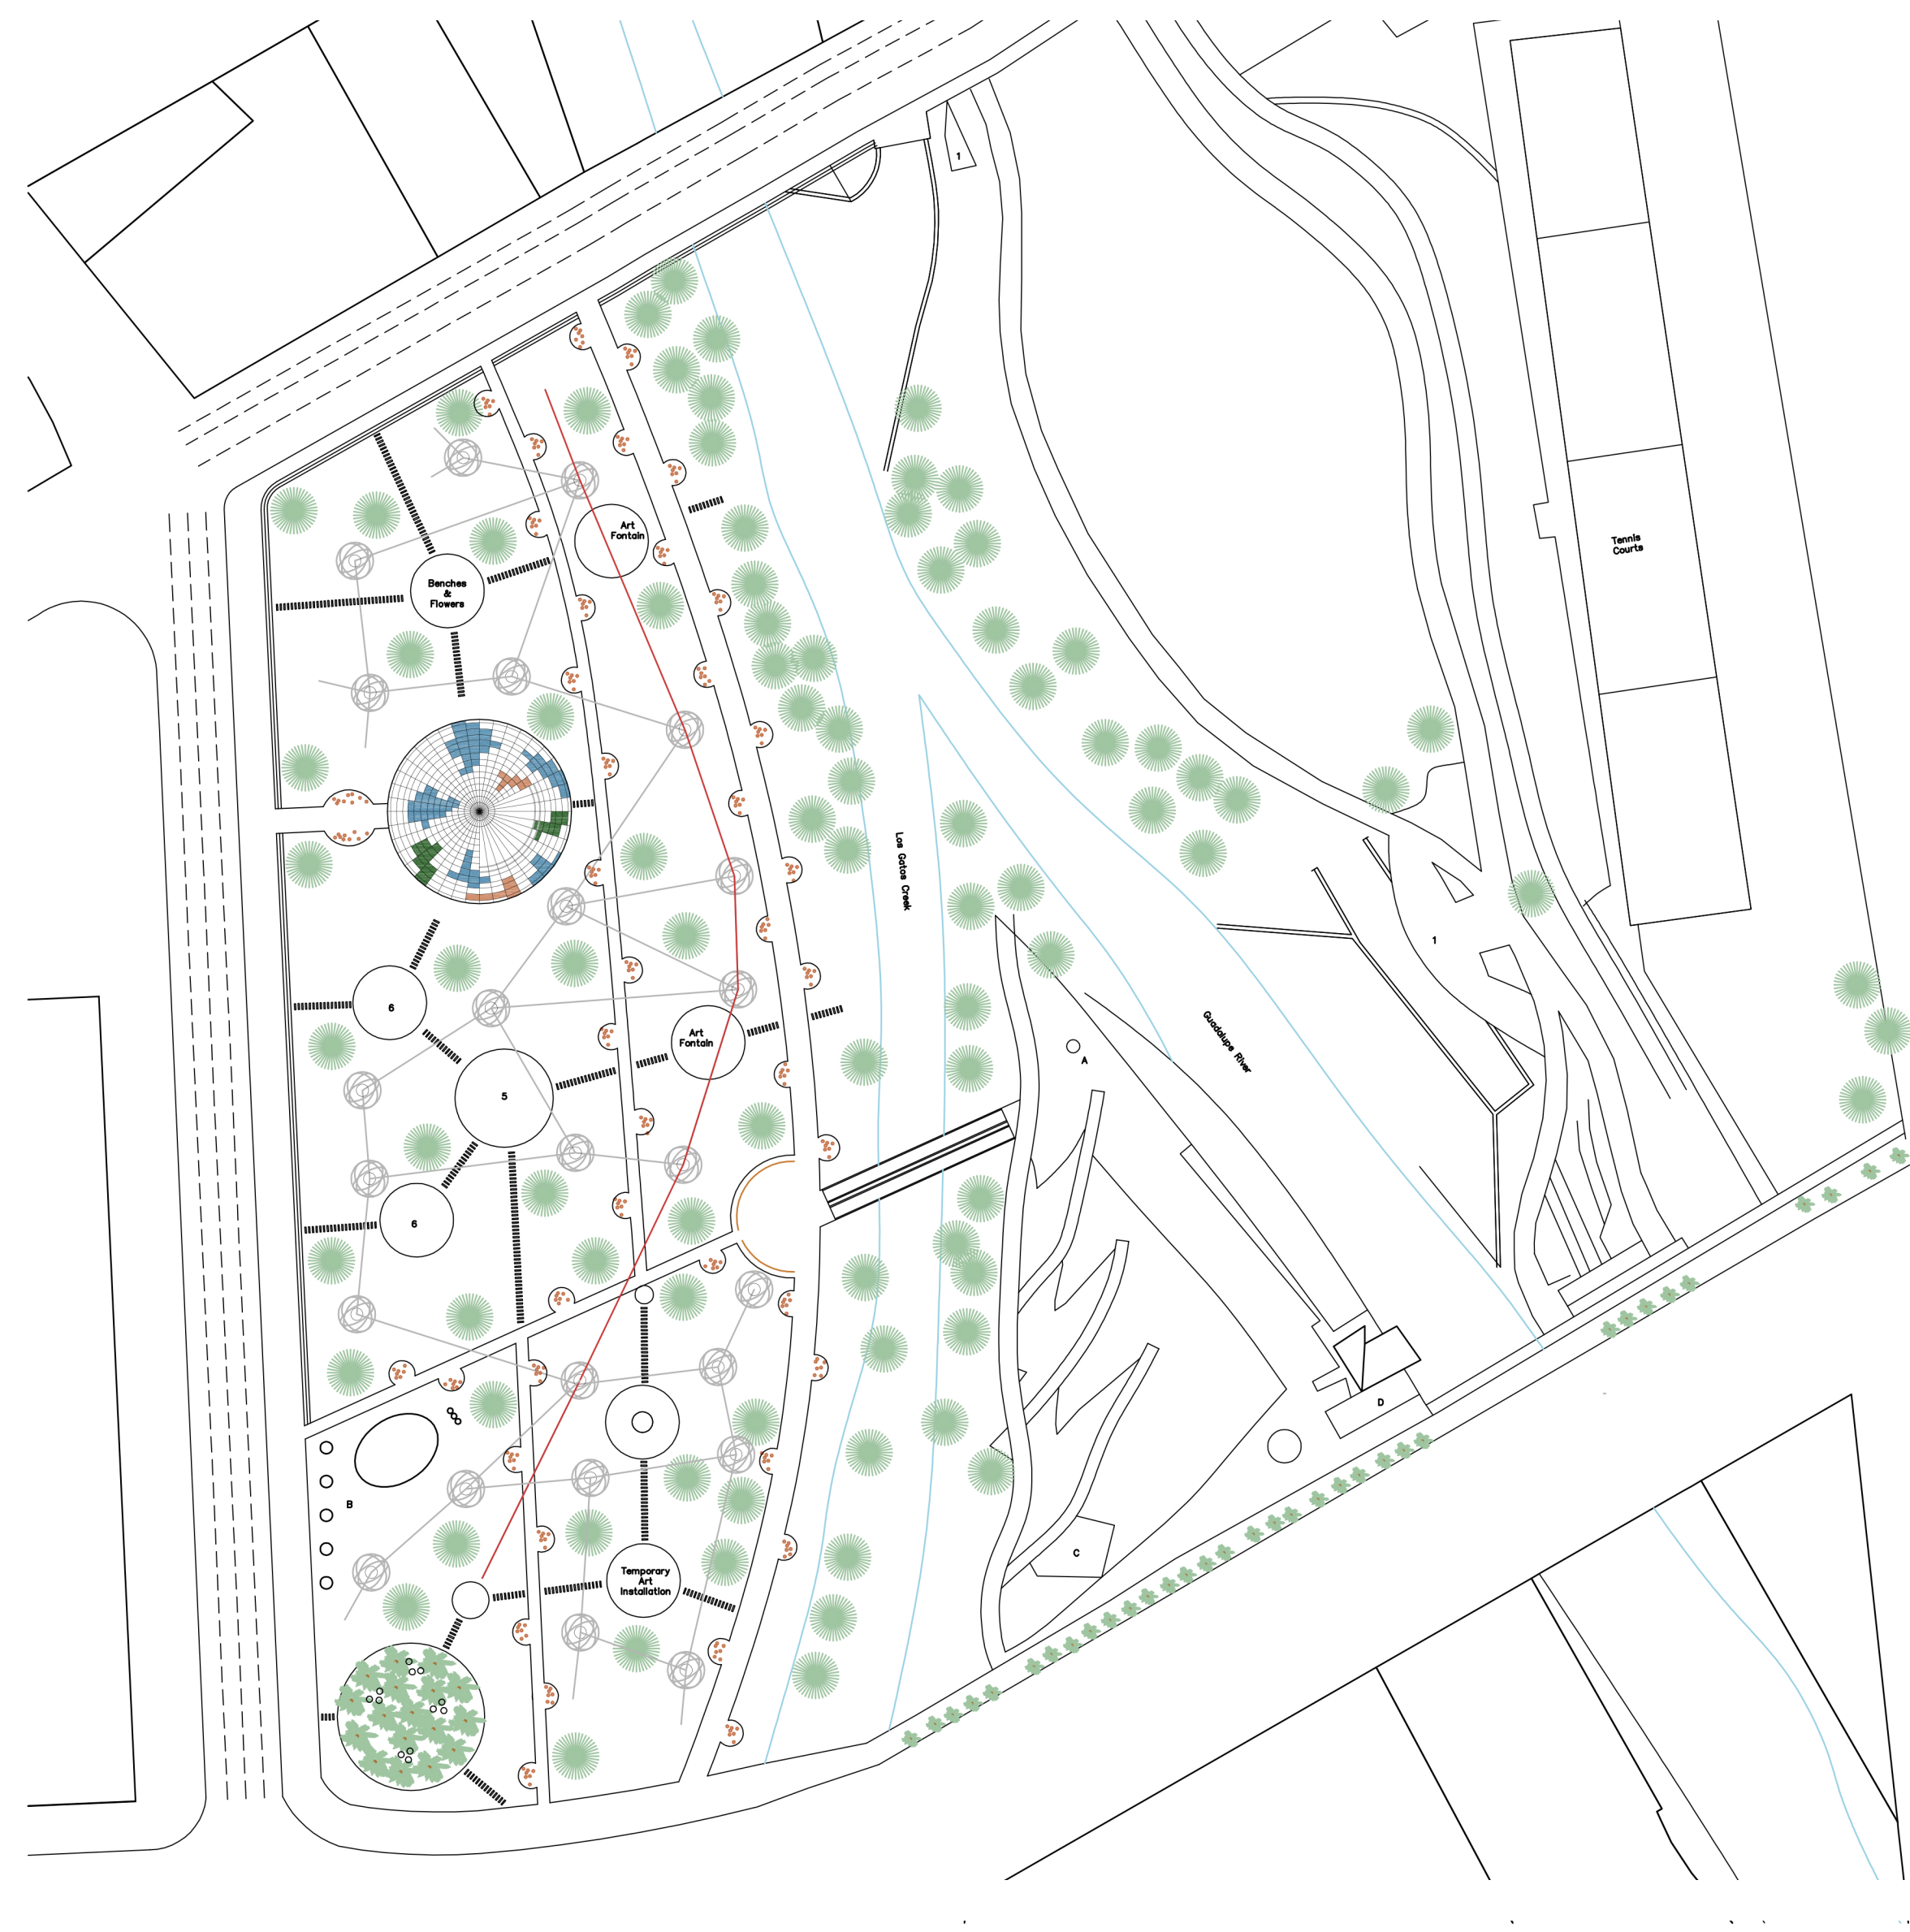 1
Art
Fontain
Tennis
Courts
Benches
&
Flowers
Los Gatos Creek
1
6
Guadalupe River
Art
Fontain
A
5
6
D
B
C
Temporary
Art
Installation